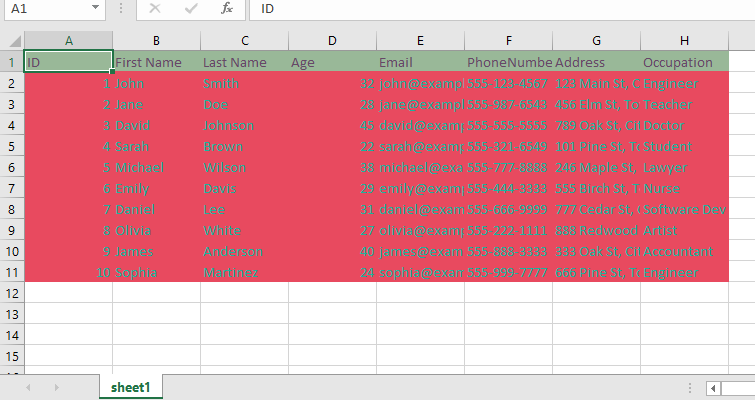 A1 fx ID
A B C D E F G H
1 ID First Name Last Name Age Email PhoneNumbe Address Occupation
2 1 John Smith 32 john@exampl 555-123-4567 123 Main St, C Engineer
3 2 Jane Doe 28 jane@exampl 555-987-6543 456 Elm St, To Teacher
4 3 David Johnson 45 david@exam 555-555-5555 789 Oak St, Cit Doctor
5 4 Sarah Brown 22 sarah@exam 555-321-6549 101 Pine St, T Student
6 5 Michael Wilson 38 michael@exa 555-777-8888 246 Maple St, Lawyer
7 6 Emily Davis 29 emily@exam 555-444-3333 555 Birch St, T Nurse
8 7 Daniel Lee 31 daniel@exam 555-666-9999 777 Cedar St, Software Dev
9 8 Olivia White 27 olivia@exam 555-222-1111 888 Redwood Artist
10 9 James Anderson 40 james@exam 555-888-3333 333 Oak St, Cit Accountant
11 10 Sophia Martinez 24 sophia@exam 555-999-7777 666 Pine St, T Engineer
12
13
14
15
sheet1